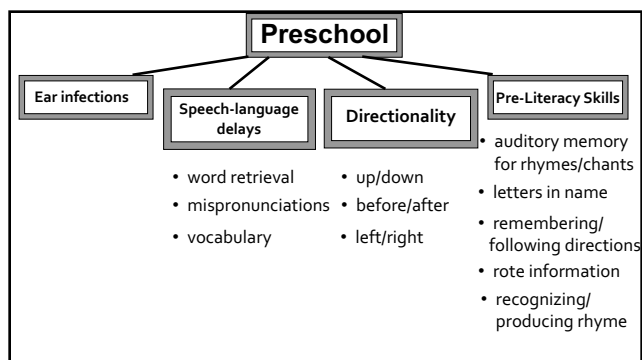 Preschool
Ear infections
Speech-language
delays
• word retrieval
• mispronunciations
• vocabulary
Directionality
• up/down
• before/after
• left/right
Pre-Literacy Skills
• auditory memory
for rhymes/chants
• letters in name
• remembering/
following directions
• rote information
• recognizing/
producing rhyme